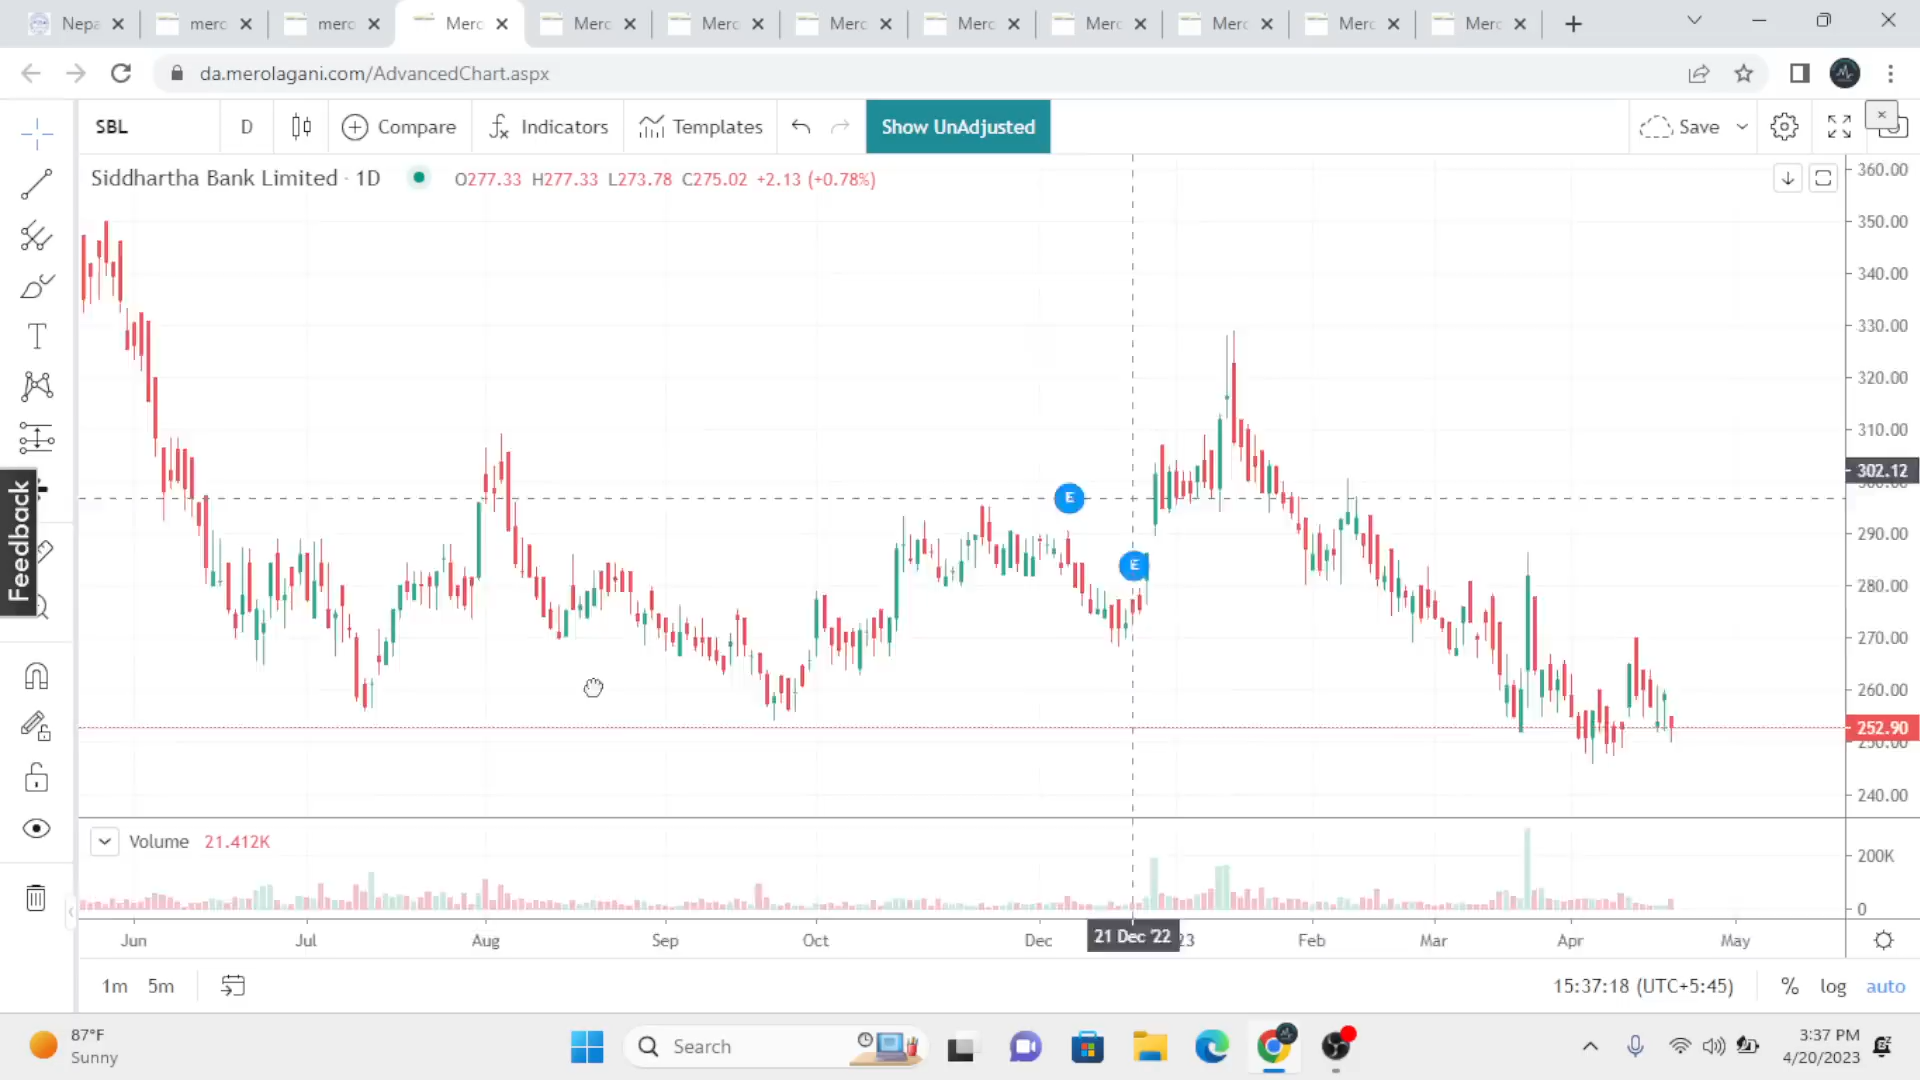 Nepa
merc
merc
Merc
Merc
Merc
Merc
Merc
Merc
Merc
Merc
Merc
da.merolagani.com/AdvancedChart.aspx
SBL
D
Compare
Indicators
Templates
Show UnAdjusted
Save
Siddhartha Bank Limited · 1D
O277.33 H277.33 L273.78 C275.02 +2.13 (+0.78%)
360.00
350.00
340.00
330.00
320.00
310.00
302.12
290.00
280.00
270.00
260.00
252.90
240.00
E
E
Feedback
Volume 21.412K
200K
0
Jun
Jul
Aug
Sep
Oct
Dec
21 Dec '22
23
Feb
Mar
Apr
May
1m
5m
15:37:18 (UTC+5:45)
%
log
auto
87°F
Sunny
Search
3:37 PM
4/20/2023